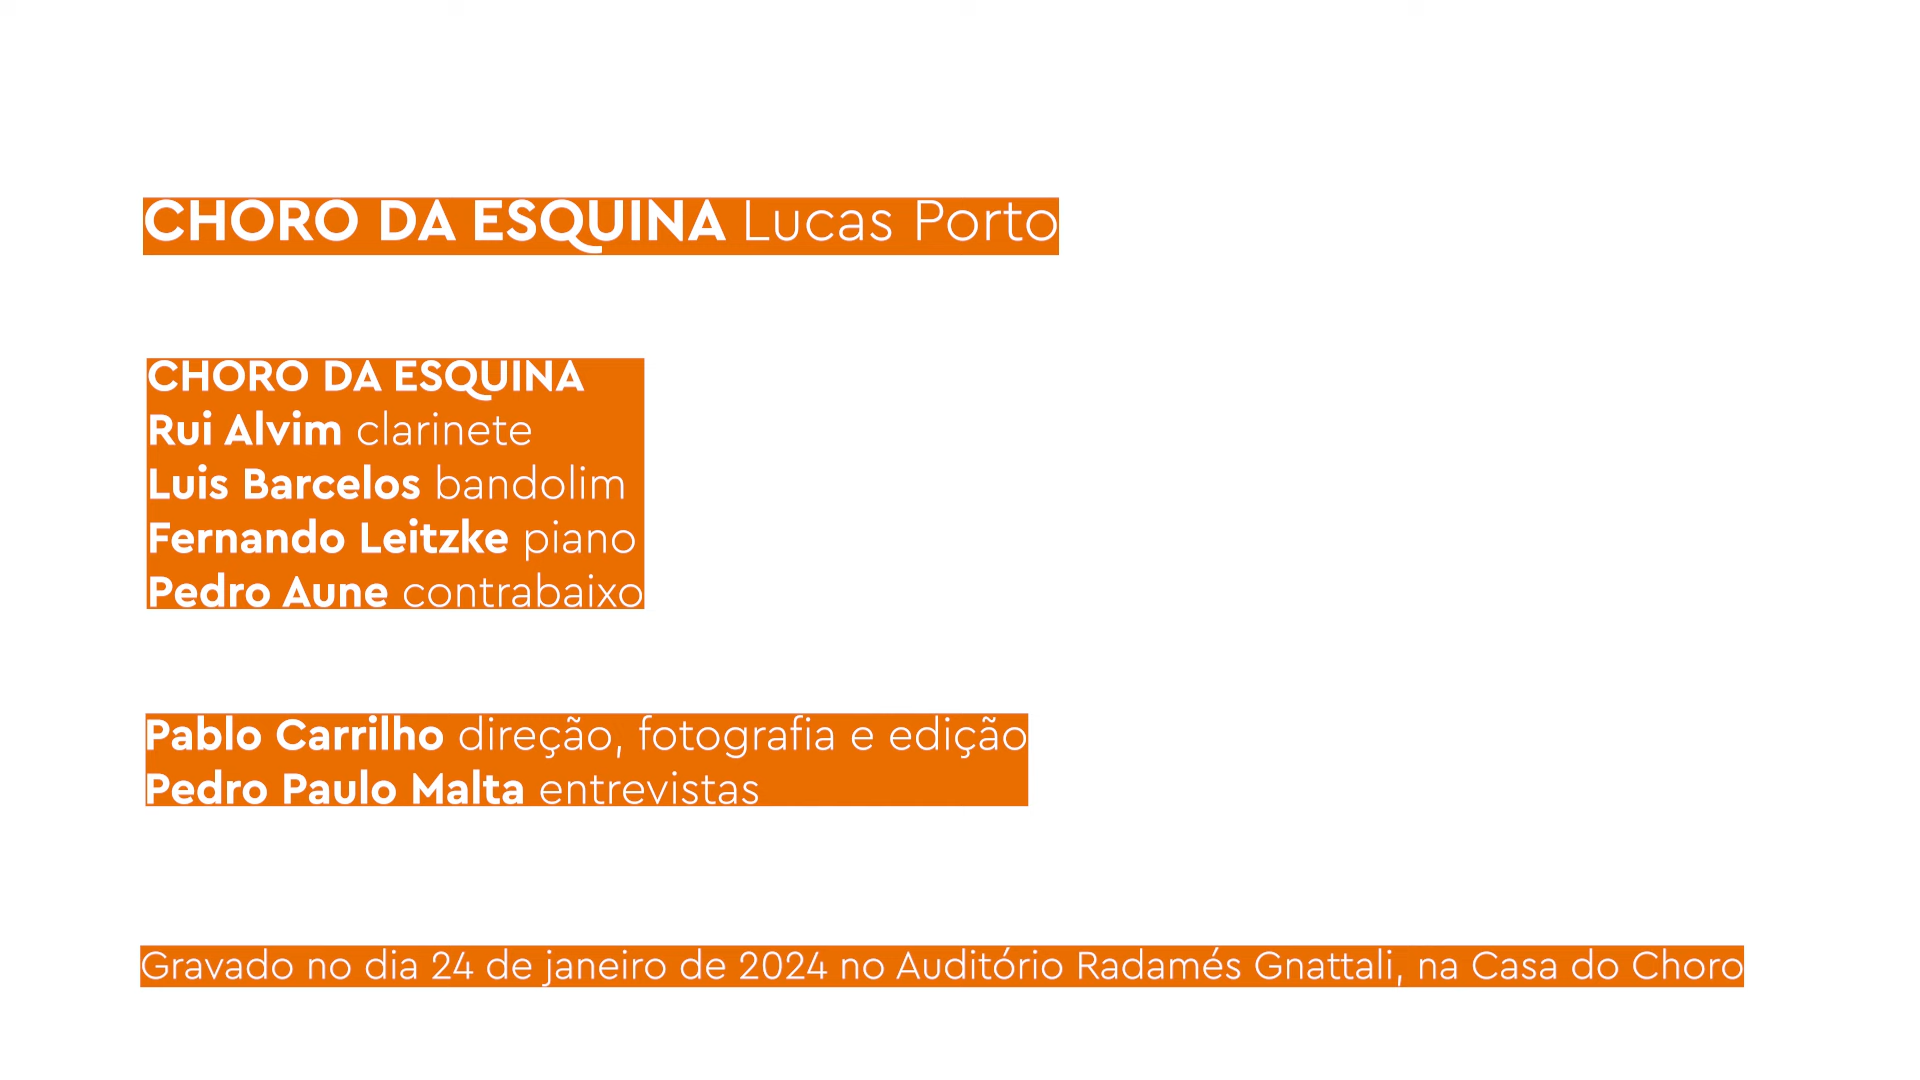 CHORO DA ESQUINA Lucas Porto
CHORO DA ESQUINA
Rui Alvim clarinete
Luis Barcelos bandolim
Fernando Leitzke piano
Pedro Aune contrabaixo
Pablo Carrilho direção, fotografia e edição
Pedro Paulo Malta entrevistas
Gravado no dia 24 de janeiro de 2024 no Auditório Radamés Gnattali, na Casa do Choro